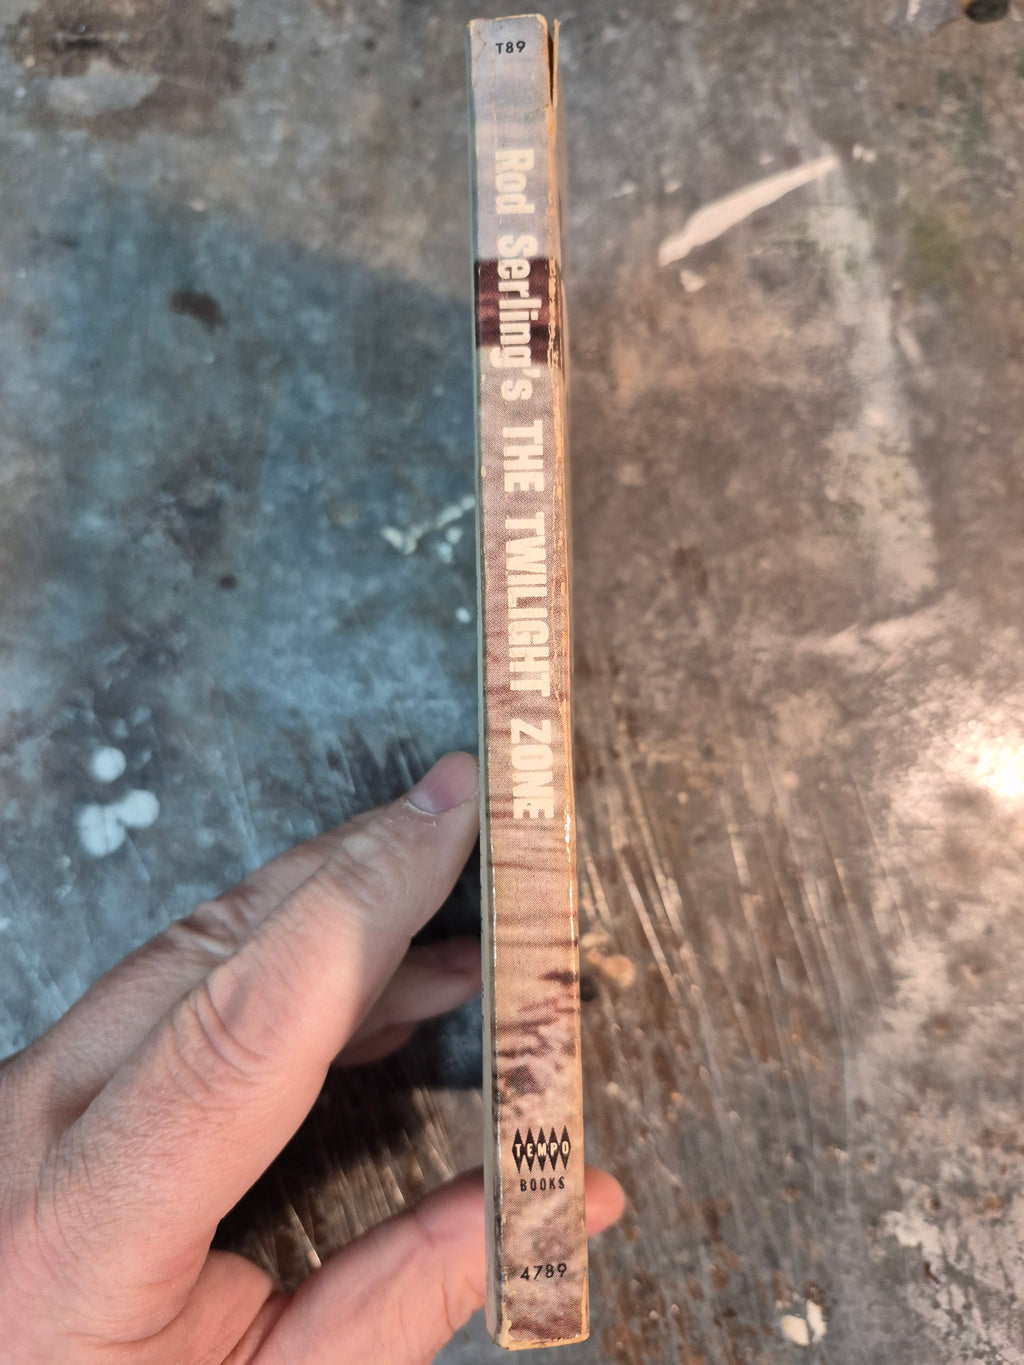 T89
Rod Serling's THE TWILIGHT ZONE
TEMPO
BOOKS
4789